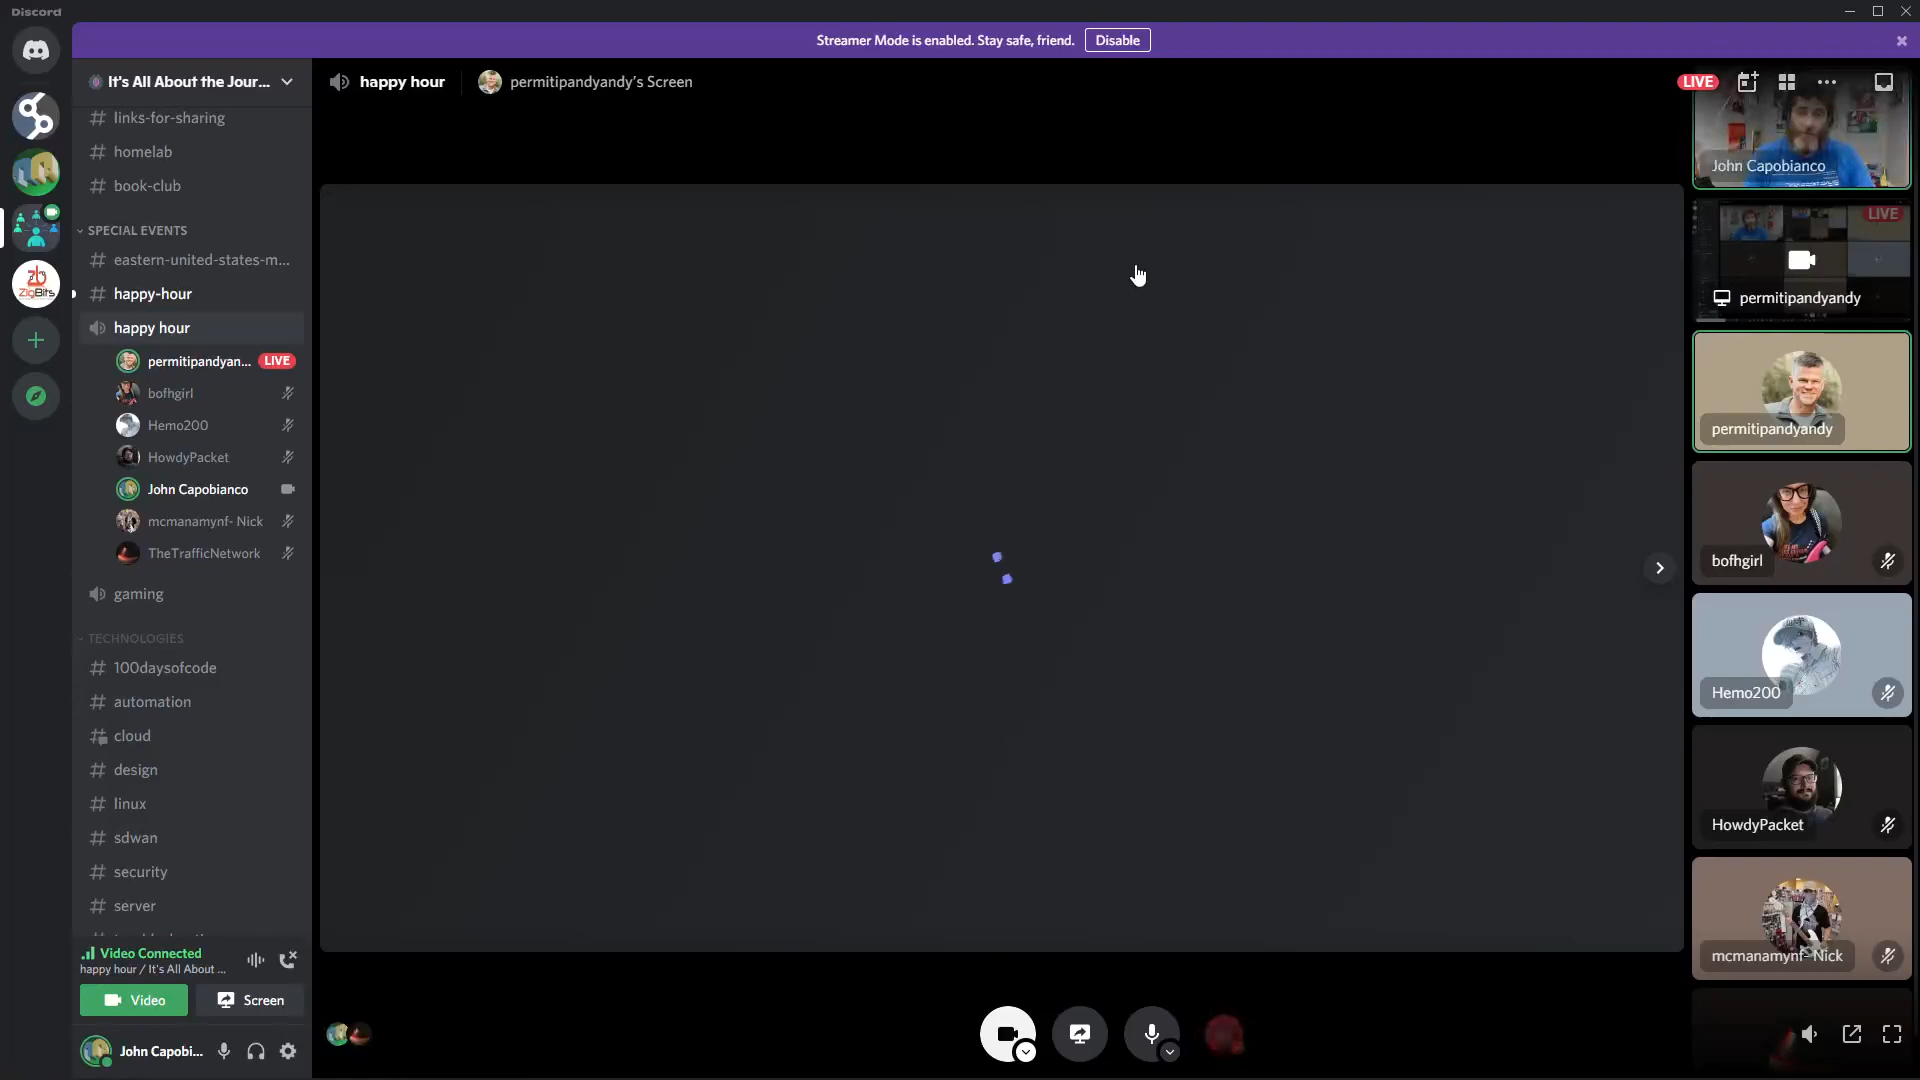 Discord
Streamer Mode is enabled. Stay safe, friend.
Disable
It's All About the Jour...
links-for-sharing
homelab
book-club
SPECIAL EVENTS
eastern-united-states-m...
happy-hour
happy hour
permitipandyan...
LIVE
bofhgirl
Hemo200
HowdyPacket
John Capobianco
mcmanamynf- Nick
TheTrafficNetwork
gaming
TECHNOLOGIES
100daysofcode
automation
cloud
design
linux
sdwan
security
server
Video Connected
happy hour / It's All About ...
Video
Screen
John Capobi...
ZigBits
happy hour
permitipandyandy's Screen
LIVE
John Capobianco
LIVE
permitipandyandy
permitipandyandy
bofhgirl
Hemo200
HowdyPacket
mcmanamynf- Nick